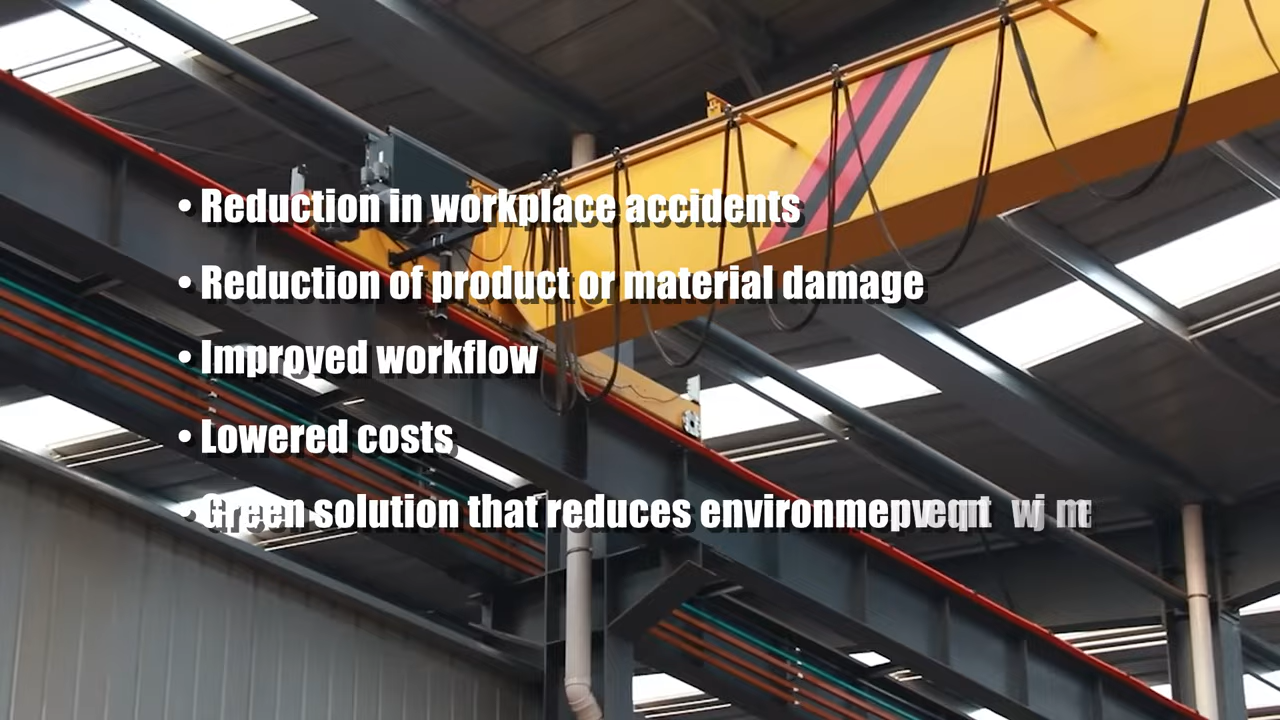 • Reduction in workplace accidents
• Reduction of product or material damage
• Improved workflow
• Lowered costs
• Green solution that reduces